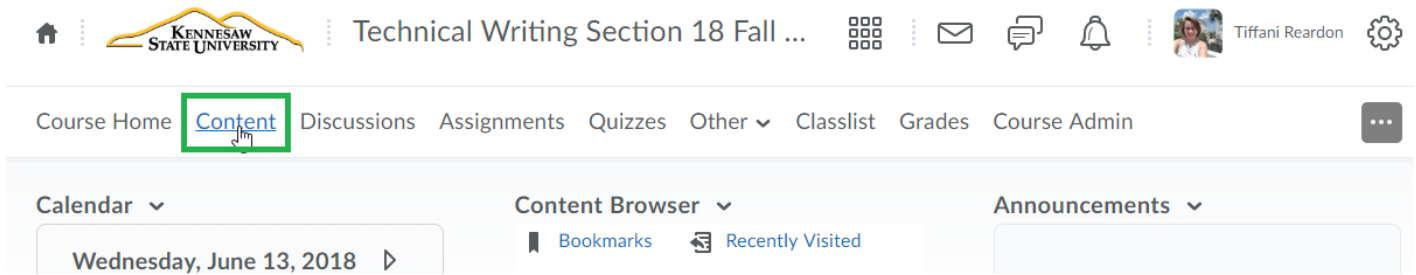 KENNESAW
STATE UNIVERSITY
Technical Writing Section 18 Fall ...
Tiffani Reardon
Course Home Content Discussions Assignments Quizzes Other Classlist Grades Course Admin
Calendar
Content Browser
Announcements
Bookmarks Recently Visited
Wednesday, June 13, 2018